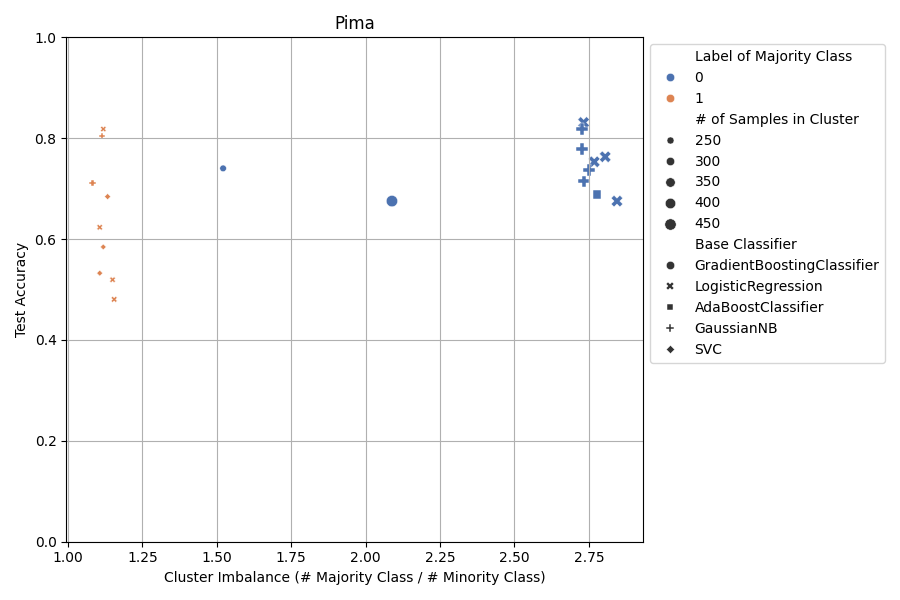 Pima
1.0
0.8
0.6
0.4
0.2
0.0
Test Accuracy
1.00
1.25
1.50
1.75
2.00
2.25
2.50
2.75
Cluster Imbalance (# Majority Class / # Minority Class)
Label of Majority Class
0
1
# of Samples in Cluster
250
300
350
400
450
Base Classifier
GradientBoostingClassifier
LogisticRegression
AdaBoostClassifier
GaussianNB
SVC